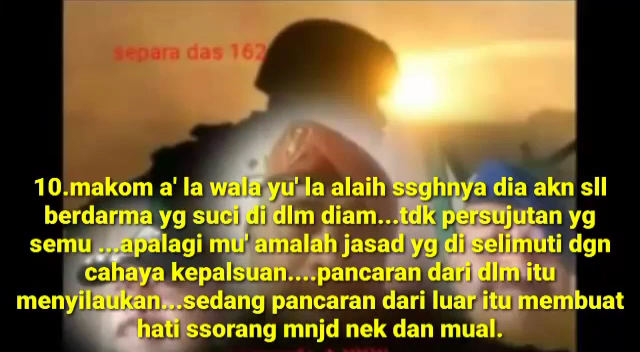 separa das 162
10.makom a' la wala yu' la alaih ssghnya dia akn sll
berdarma yg suci di dlm diam...tdk persujutan yg
semu ...apalagi mu' amalah jasad yg di selimuti dgn
cahaya kepalsuan....pancaran dari dlm itu
menyilaukan...sedang pancaran dari luar itu membuat
hati ssorang mnjd nek dan mual.